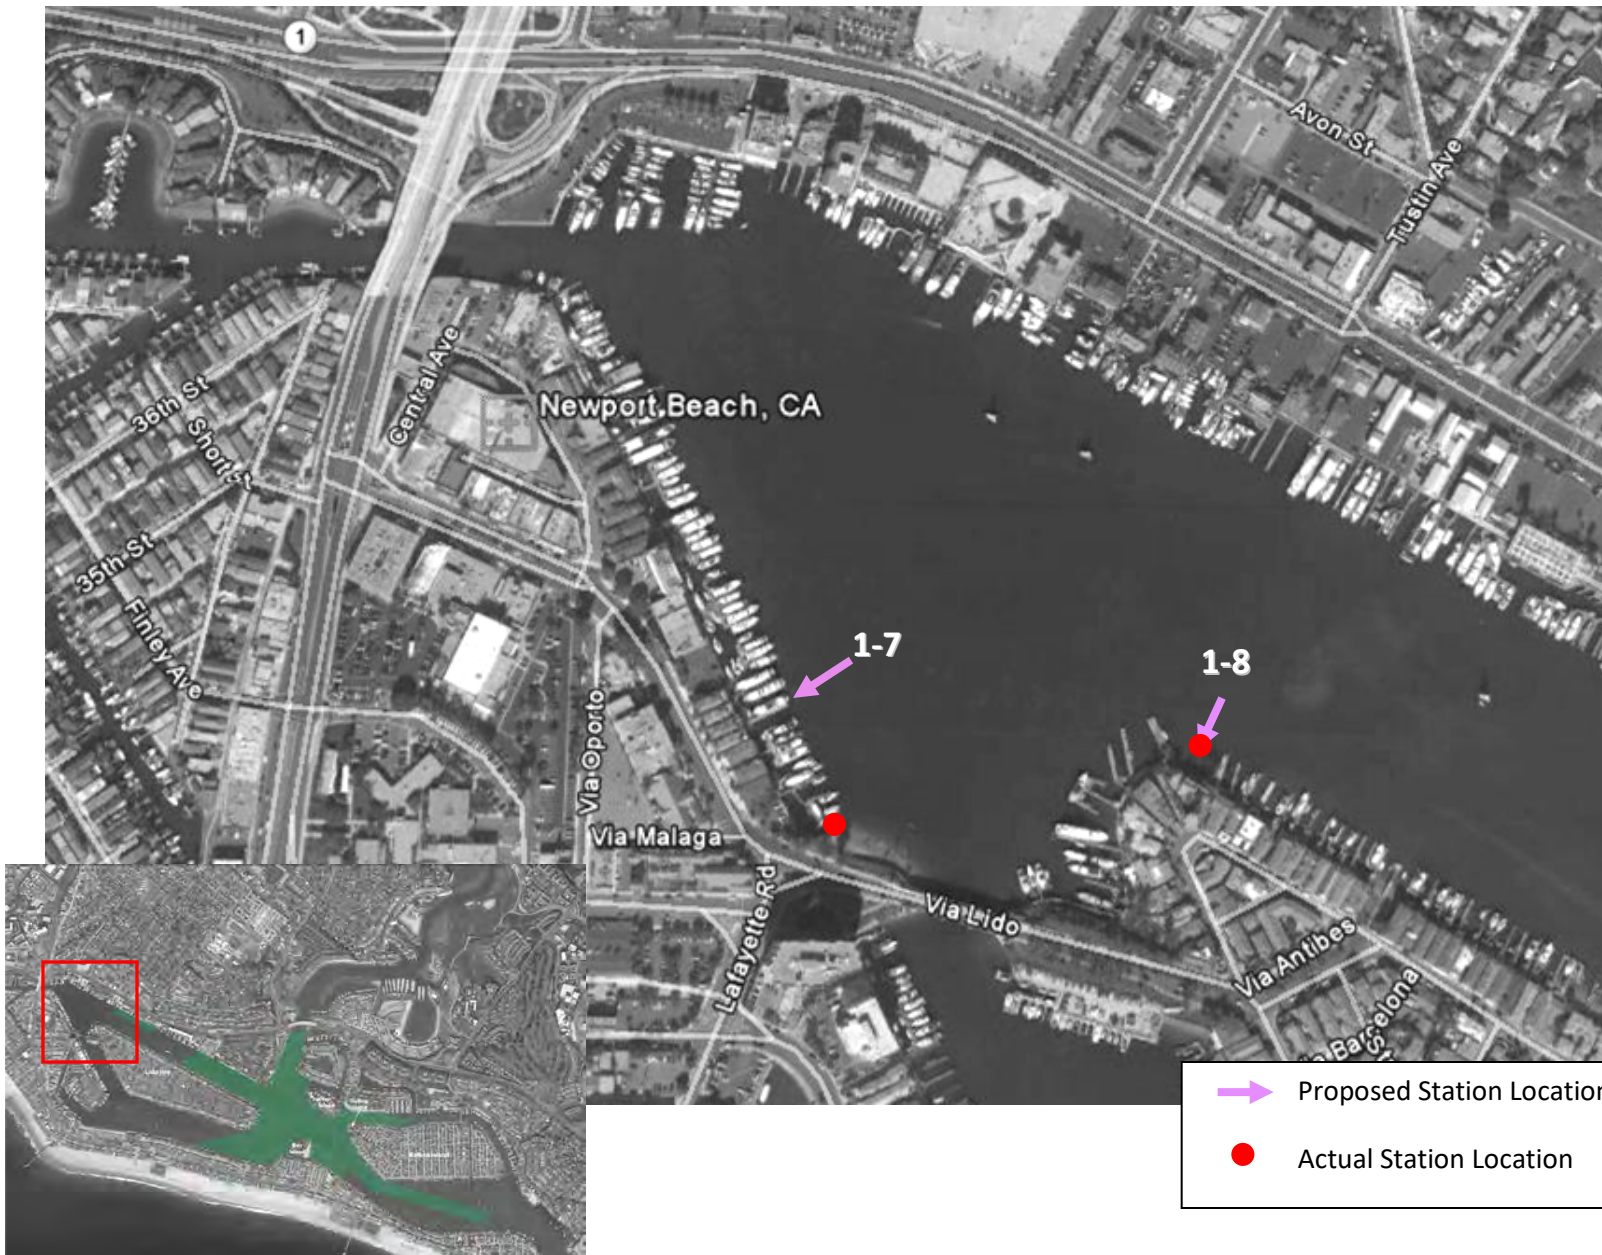 1
Avon St
Tustin Ave
Central Ave
36th St
Short St
Newport Beach, CA
35th St
Finley Ave
1-7
1-8
Via Oporto
Via Malaga
Lafayette Rd
Via Lido
Via Antibes
Barcelona
St
Proposed Station Location
Actual Station Location